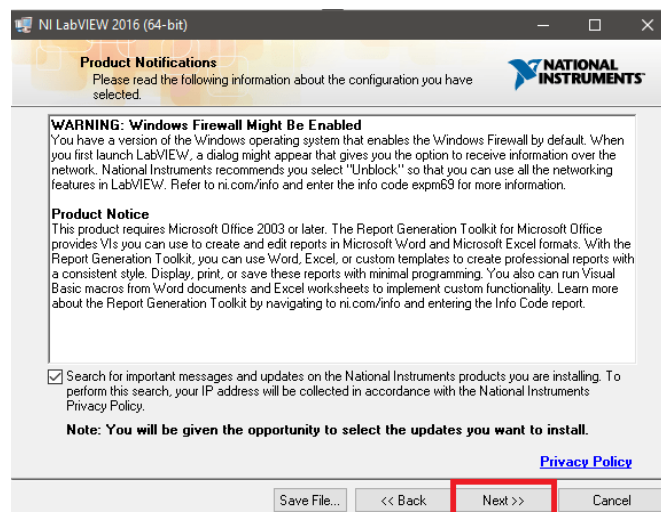 NI LabVIEW 2016 (64-bit)
Product Notifications
Please read the following information about the configuration you have
selected.
NATIONAL
INSTRUMENTS
WARNING: Windows Firewall Might Be Enabled
You have a version of the Windows operating system that enables the Windows Firewall by default. When
you first launch LabVIEW, a dialog might appear that gives you the option to receive information over the
network. National Instruments recommends you select "Unblock" so that you can use all the networking
features in LabVIEW. Refer to ni.com/info and enter the info code expm69 for more information.
Product Notice
This product requires Microsoft Office 2003 or later. The Report Generation Toolkit for Microsoft Office
provides VIs you can use to create and edit reports in Microsoft Word and Microsoft Excel formats. With the
Report Generation Toolkit, you can use Word, Excel, or custom templates to create professional reports with
a consistent style. Display, print, or save these reports with minimal programming. You also can run Visual
Basic macros from Word documents and Excel worksheets to implement custom functionality. Learn more
about the Report Generation Toolkit by navigating to ni.com/info and entering the Info Code report.
Search for important messages and updates on the National Instruments products you are installing. To
perform this search, your IP address will be collected in accordance with the National Instruments
Privacy Policy.
Note: You will be given the opportunity to select the updates you want to install.
Privacy Policy
Save File... << Back Next >> Cancel